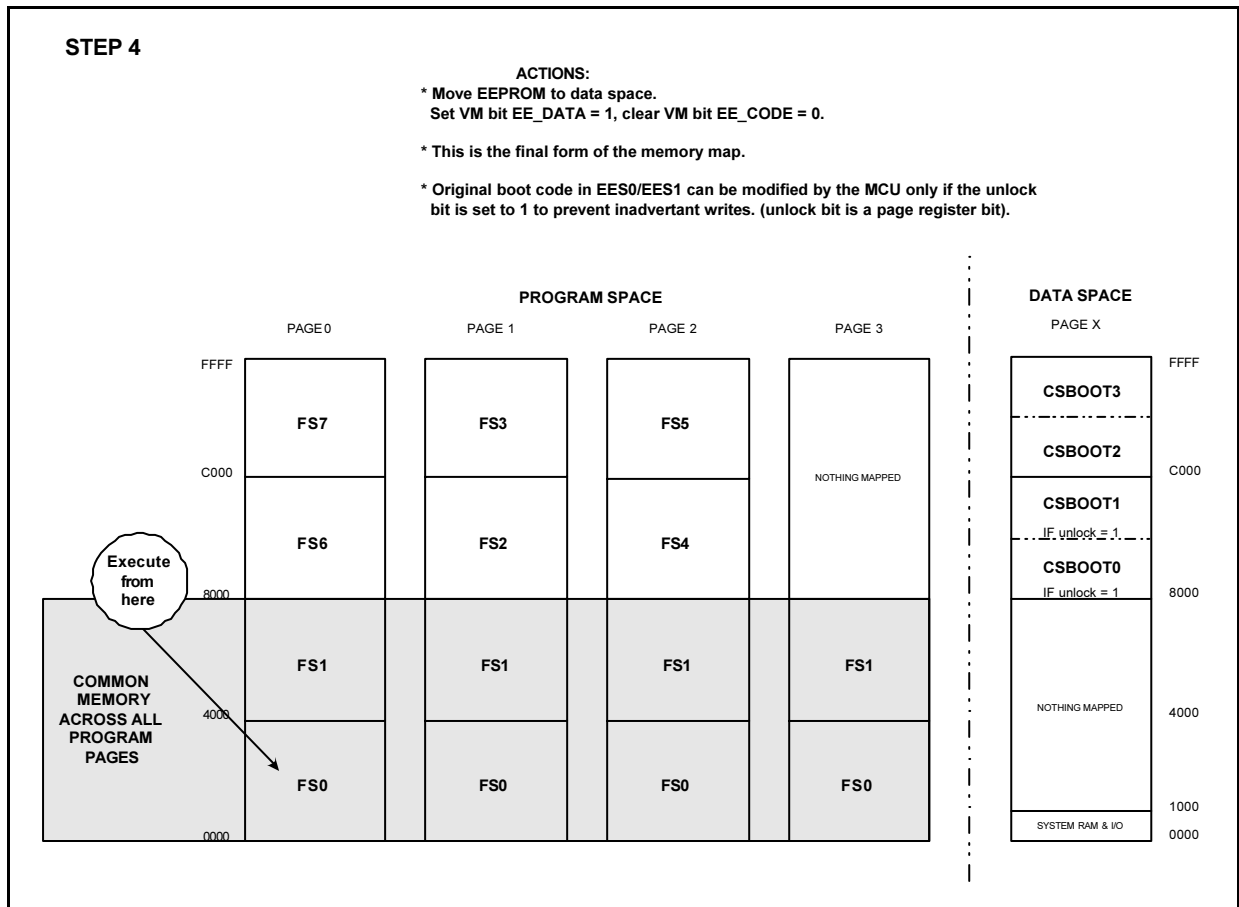 STEP 4
ACTIONS:
* Move EEPROM to data space.
Set VM bit EE_DATA = 1, clear VM bit EE_CODE = 0.
* This is the final form of the memory map.
* Original boot code in EES0/EES1 can be modified by the MCU only if the unlock
bit is set to 1 to prevent inadvertant writes. (unlock bit is a page register bit).
PROGRAM SPACE
DATA SPACE
PAGE 0
PAGE 1
PAGE 2
PAGE 3
PAGE X
FFFF
FFFF
CSBOOT3
FS7
FS3
FS5
CSBOOT2
C000
NOTHING MAPPED
C000
CSBOOT1
IF unlock = 1
FS6
FS2
FS4
Execute
from
here
CSBOOT0
IF unlock = 1
8000
8000
FS1
FS1
FS1
FS1
COMMON
MEMORY
ACROSS ALL
PROGRAM
PAGES
4000
NOTHING MAPPED
4000
FS0
FS0
FS0
FS0
1000
SYSTEM RAM & I/O
0000
0000